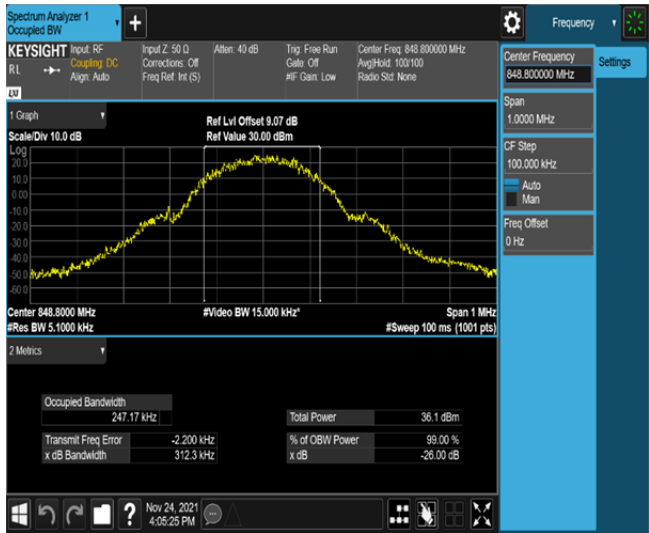 Spectrum Analyzer 1
Occupied BW
Frequency
KEYSIGHT
RL
Input: RF
Coupling: DC
Align: Auto
Input Z: 50 Ω
Corrections: Off
Freq Ref: Int (S)
Atten: 40 dB
Trig: Free Run
Gate: Off
#IF Gain: Low
Center Freq: 848.800000 MHz
Avg|Hold: 100/100
Radio Std: None
LXI
1 Graph
Scale/Div 10.0 dB
Ref Lvl Offset 9.07 dB
Ref Value 30.00 dBm
Log
20.0
10.0
0.00
-10.0
-20.0
-30.0
-40.0
-50.0
-60.0
Center 848.8000 MHz
#Video BW 15.000 kHz*
Span 1 MHz
#Res BW 5.1000 kHz
#Sweep 100 ms (1001 pts)
2 Metrics
Occupied Bandwidth
247.17 kHz
Total Power 36.1 dBm
Transmit Freq Error -2.200 kHz
% of OBW Power 99.00 %
x dB Bandwidth 312.3 kHz
x dB -26.00 dB
Nov 24, 2021
4:05:25 PM
Center Frequency
848.800000 MHz
Settings
Span
1.0000 MHz
CF Step
100.000 kHz
Auto
Man
Freq Offset
0 Hz